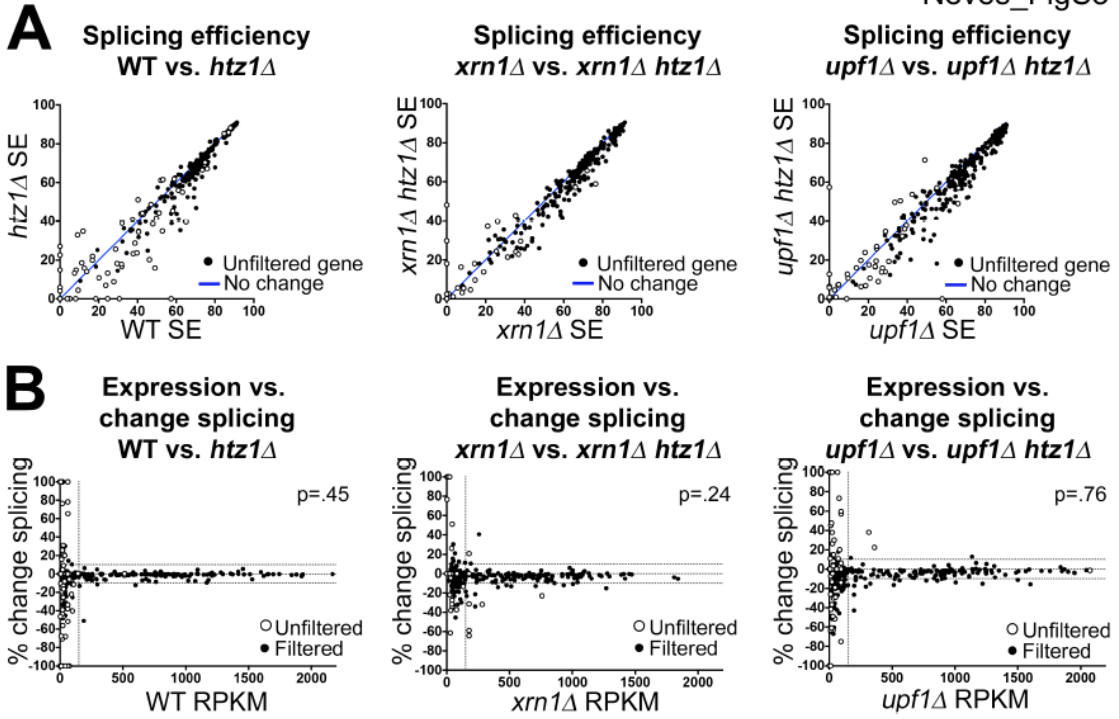 Neves_FigS3
A
Splicing efficiency
WT vs. htz1Δ
Splicing efficiency
xrn1Δ vs. xrn1Δ htz1Δ
Splicing efficiency
upf1Δ vs. upf1Δ htz1Δ
htz1Δ SE
100
80
60
40
20
0
0 20 40 60 80 100
WT SE
Unfiltered gene
No change
xrn1Δ htz1Δ SE
100
80
60
40
20
0
0 20 40 60 80 100
xrn1Δ SE
Unfiltered gene
No change
upf1Δ htz1Δ SE
100
80
60
40
20
0
0 20 40 60 80 100
upf1Δ SE
Unfiltered gene
No change
B
Expression vs.
change splicing
WT vs. htz1Δ
Expression vs.
change splicing
xrn1Δ vs. xrn1Δ htz1Δ
Expression vs.
change splicing
upf1Δ vs. upf1Δ htz1Δ
% change splicing
100
80
60
40
20
0
-20
-40
-60
-80
-100
p=.45
Unfiltered
Filtered
0 500 1000 1500 2000
WT RPKM
% change splicing
100
80
60
40
20
0
-20
-40
-60
-80
-100
p=.24
Unfiltered
Filtered
0 500 1000 1500 2000
xrn1Δ RPKM
% change splicing
100
80
60
40
20
0
-20
-40
-60
-80
-100
p=.76
Unfiltered
Filtered
0 500 1000 1500 2000
upf1Δ RPKM